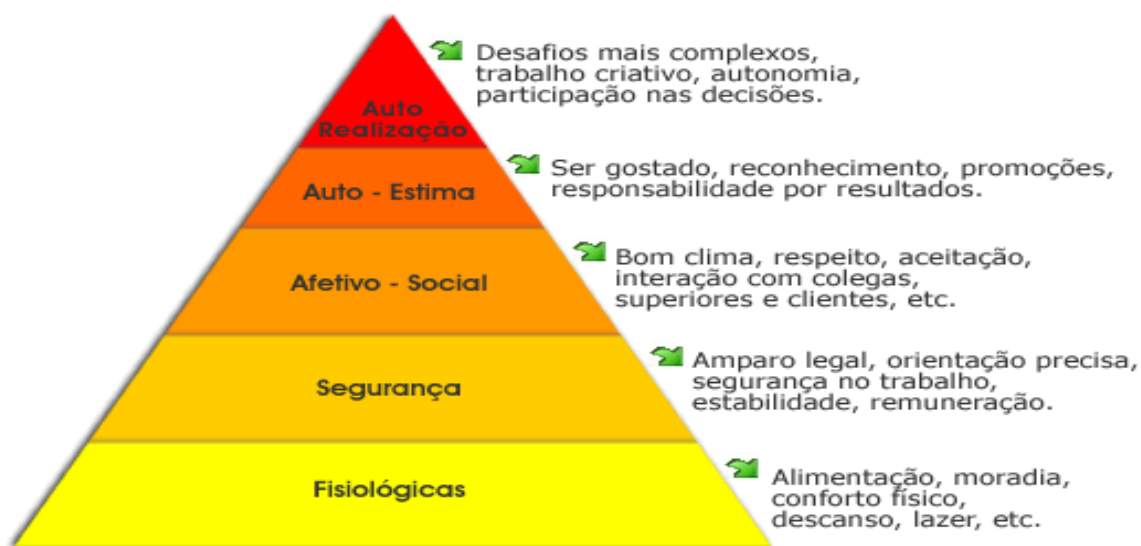 Desafios mais complexos,
trabalho criativo, autonomia,
participação nas decisões.
Auto
Realização
Ser gostado, reconhecimento, promoções,
responsabilidade por resultados.
Auto - Estima
Bom clima, respeito, aceitação,
interação com colegas,
superiores e clientes, etc.
Afetivo - Social
Amparo legal, orientação precisa,
segurança no trabalho,
estabilidade, remuneração.
Segurança
Alimentação, moradia,
conforto físico,
descanso, lazer, etc.
Fisiológicas